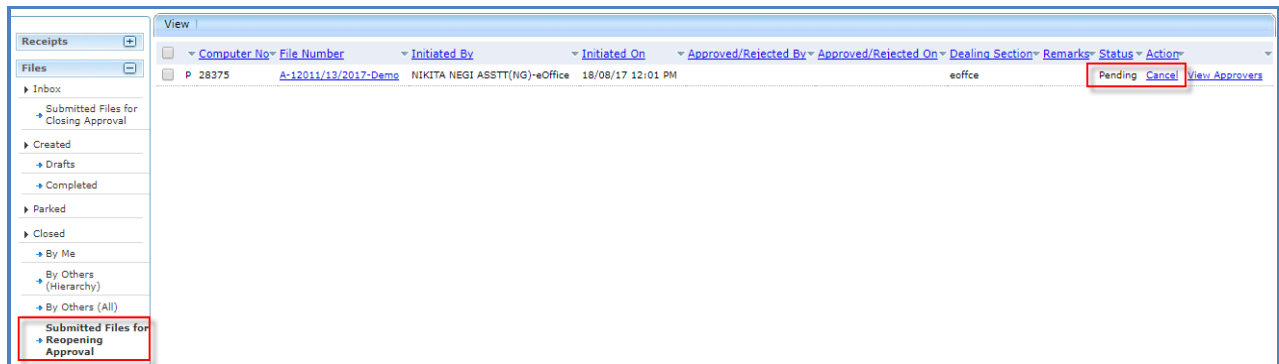 View
Receipts
Files
Inbox
Submitted Files for
Closing Approval
Created
Drafts
Completed
Parked
Closed
By Me
By Others
(Hierarchy)
By Others (All)
Submitted Files for
Reopening
Approval
Computer No File Number Initiated By Initiated On Approved/Rejected By Approved/Rejected On Dealing Section Remarks Status Action
P 28375 A-12011/13/2017-Demo NIKITA NEGI ASSTT(NG)-eOffice 18/08/17 12:01 PM eoffce Pending Cancel View Approvers